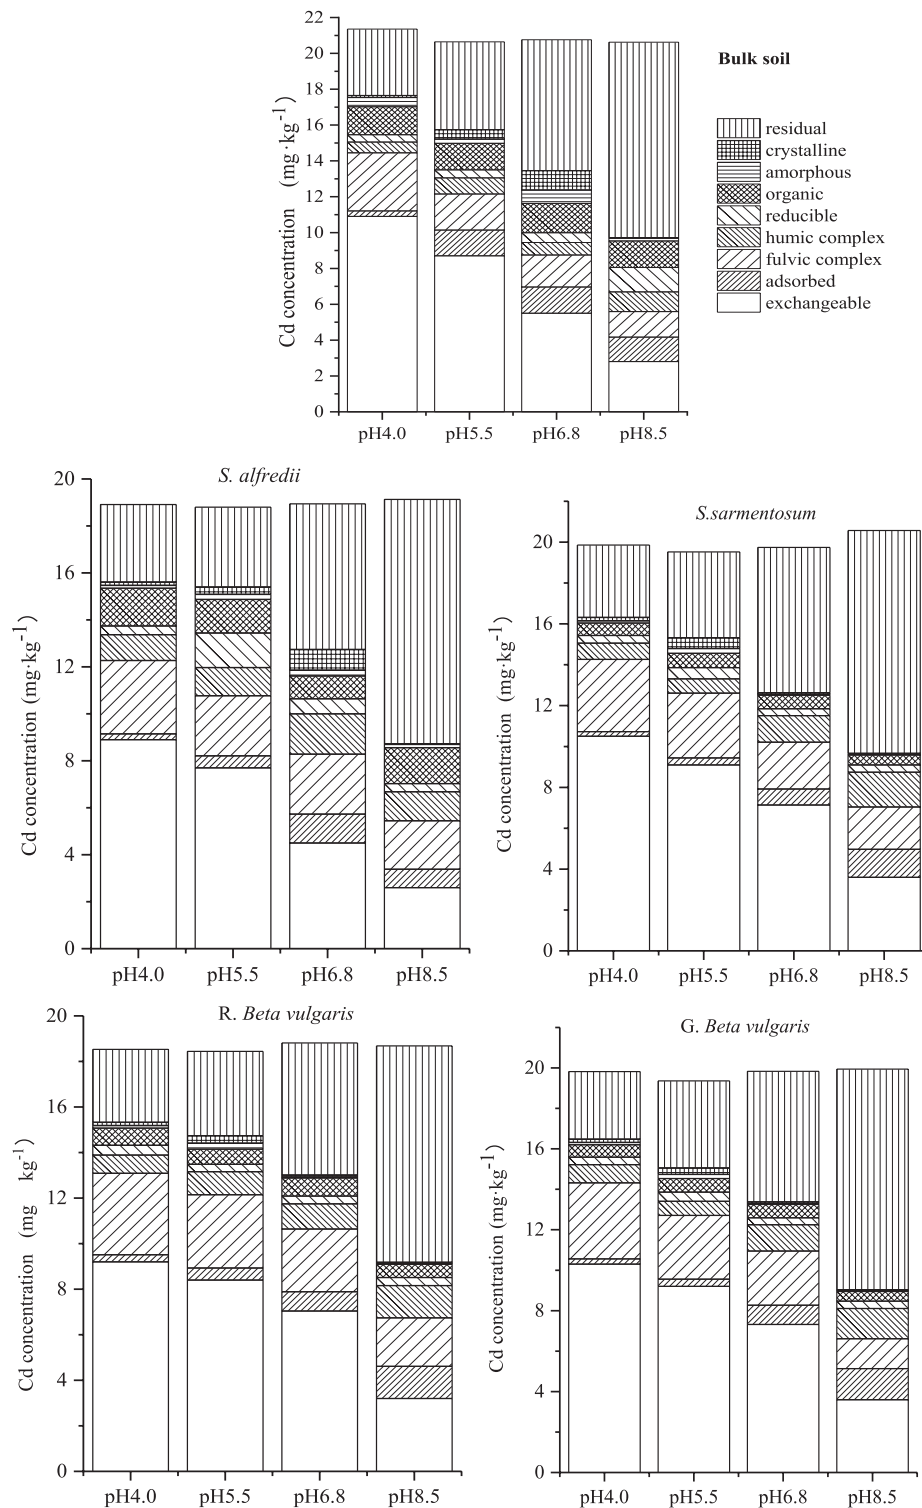 Bulk soil
Cd concentration (mg·kg⁻¹)
22
20
18
16
14
12
10
8
6
4
2
0
pH4.0 pH5.5 pH6.8 pH8.5
residual
crystalline
amorphous
organic
reducible
humic complex
fulvic complex
adsorbed
exchangeable
S. alfredii
Cd concentration (mg·kg⁻¹)
20
16
12
8
4
0
pH4.0 pH5.5 pH6.8 pH8.5
S.sarmentosum
Cd concentration (mg·kg⁻¹)
20
16
12
8
4
0
pH4.0 pH5.5 pH6.8 pH8.5
R. Beta vulgaris
Cd concentration (mg kg⁻¹)
20
16
12
8
4
0
pH4.0 pH5.5 pH6.8 pH8.5
G. Beta vulgaris
Cd concentration (mg·kg⁻¹)
20
16
12
8
4
0
pH4.0 pH5.5 pH6.8 pH8.5